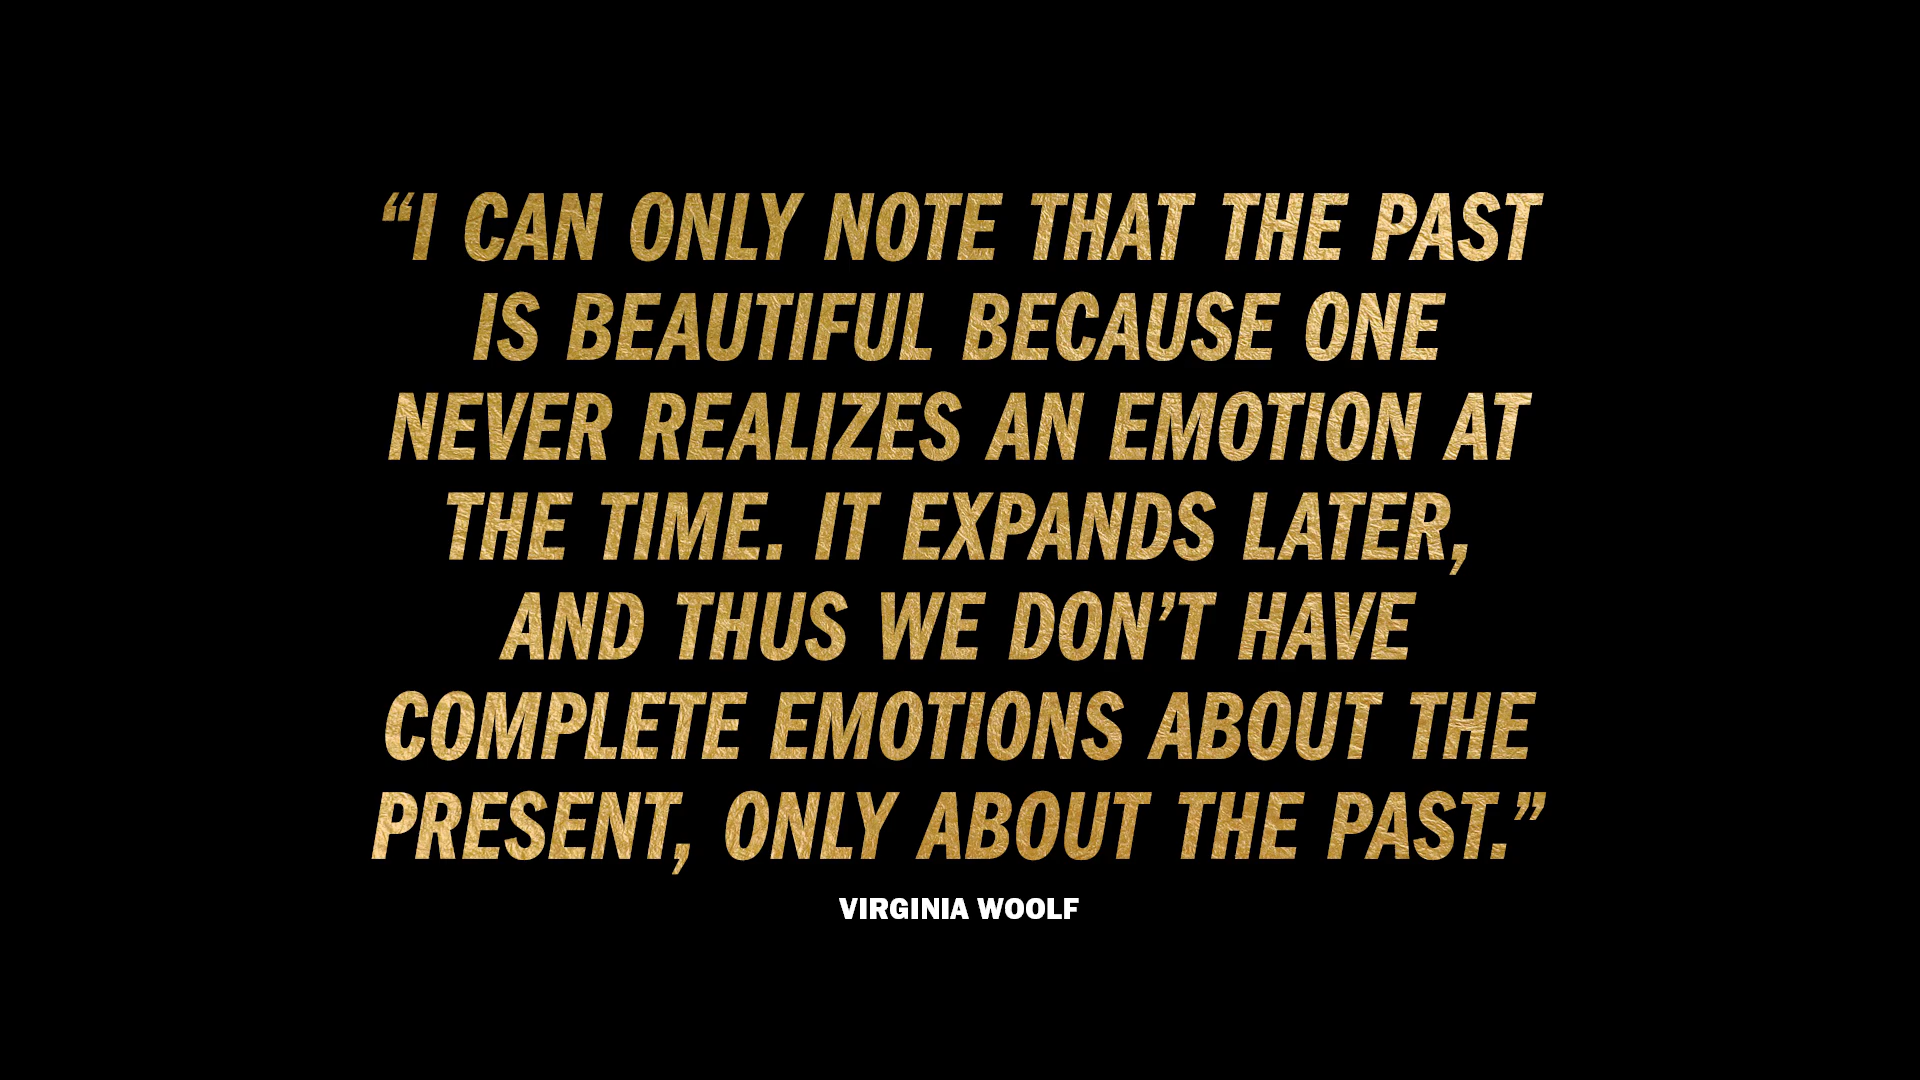 “I CAN ONLY NOTE THAT THE PAST
IS BEAUTIFUL BECAUSE ONE
NEVER REALIZES AN EMOTION AT
THE TIME. IT EXPANDS LATER,
AND THUS WE DON’T HAVE
COMPLETE EMOTIONS ABOUT THE
PRESENT, ONLY ABOUT THE PAST.”
VIRGINIA WOOLF